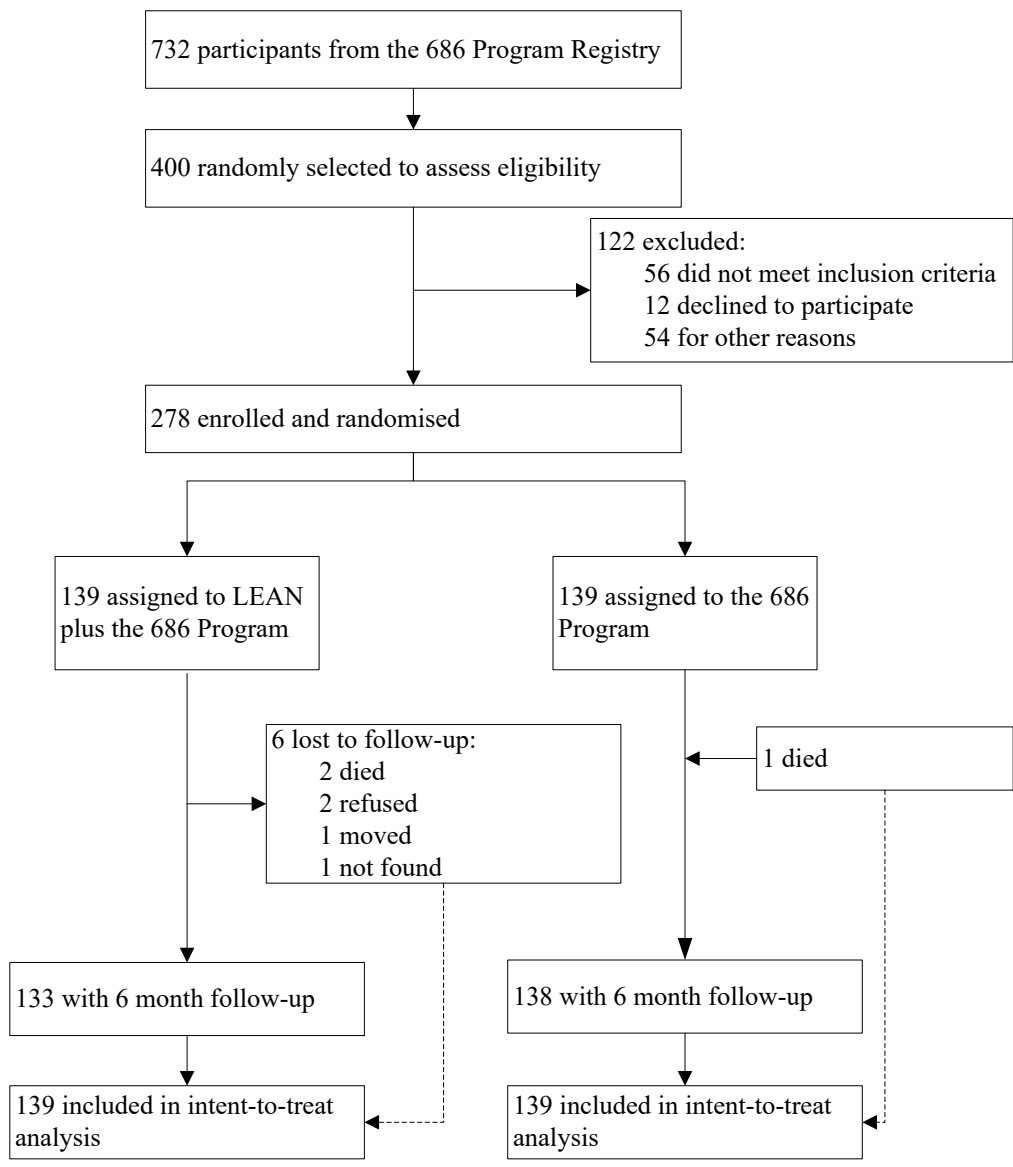 732 participants from the 686 Program Registry
400 randomly selected to assess eligibility
122 excluded:
56 did not meet inclusion criteria
12 declined to participate
54 for other reasons
278 enrolled and randomised
139 assigned to LEAN
plus the 686 Program
139 assigned to the 686
Program
6 lost to follow-up:
2 died
2 refused
1 moved
1 not found
1 died
133 with 6 month follow-up
138 with 6 month follow-up
139 included in intent-to-treat
analysis
139 included in intent-to-treat
analysis